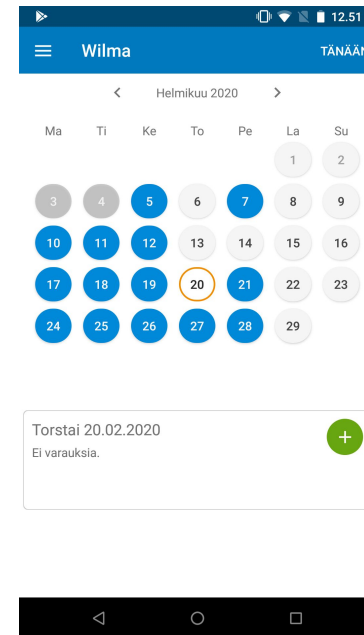 12.51
Wilma TÄNÄÄN
Helmikuu 2020
Ma Ti Ke To Pe La Su
1 2
3 4 5 6 7 8 9
10 11 12 13 14 15 16
17 18 19 20 21 22 23
24 25 26 27 28 29
Torstai 20.02.2020
Ei varauksia.